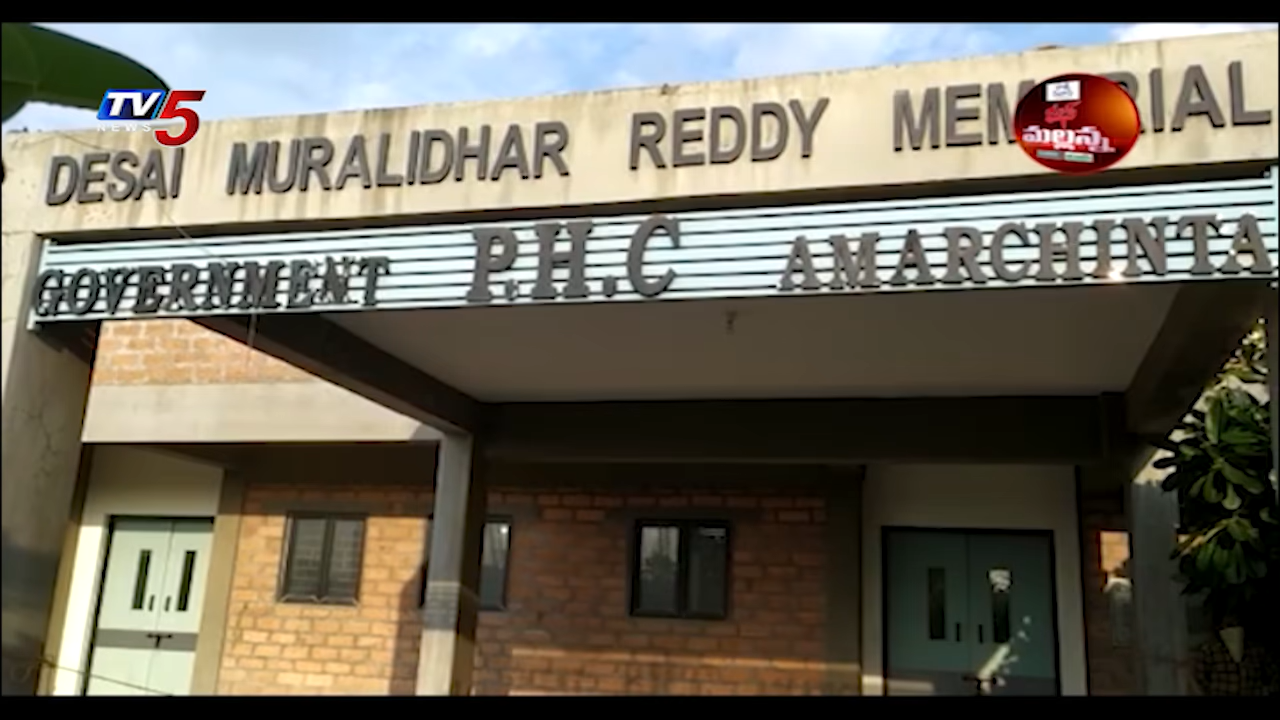 TV5
NEWS
DESAI MURALIDHAR REDDY MEMORIAL
GOVERNMENT P.H.C AMARCHINTA
మల్లన్న